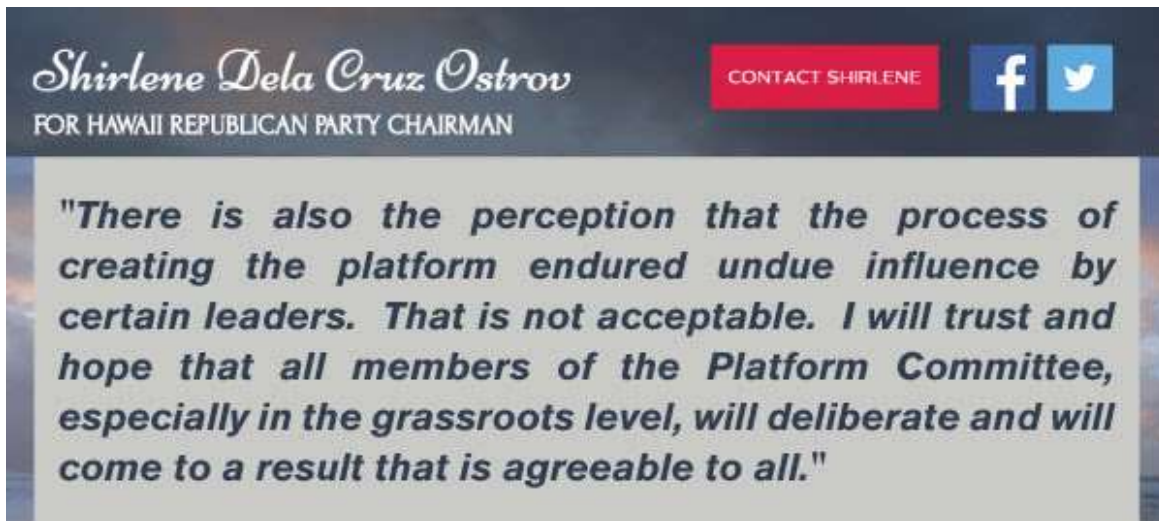 Shirlene Dela Cruz Ostrov
FOR HAWAII REPUBLICAN PARTY CHAIRMAN
CONTACT SHIRLENE
"There is also the perception that the process of
creating the platform endured undue influence by
certain leaders. That is not acceptable. I will trust and
hope that all members of the Platform Committee,
especially in the grassroots level, will deliberate and will
come to a result that is agreeable to all."